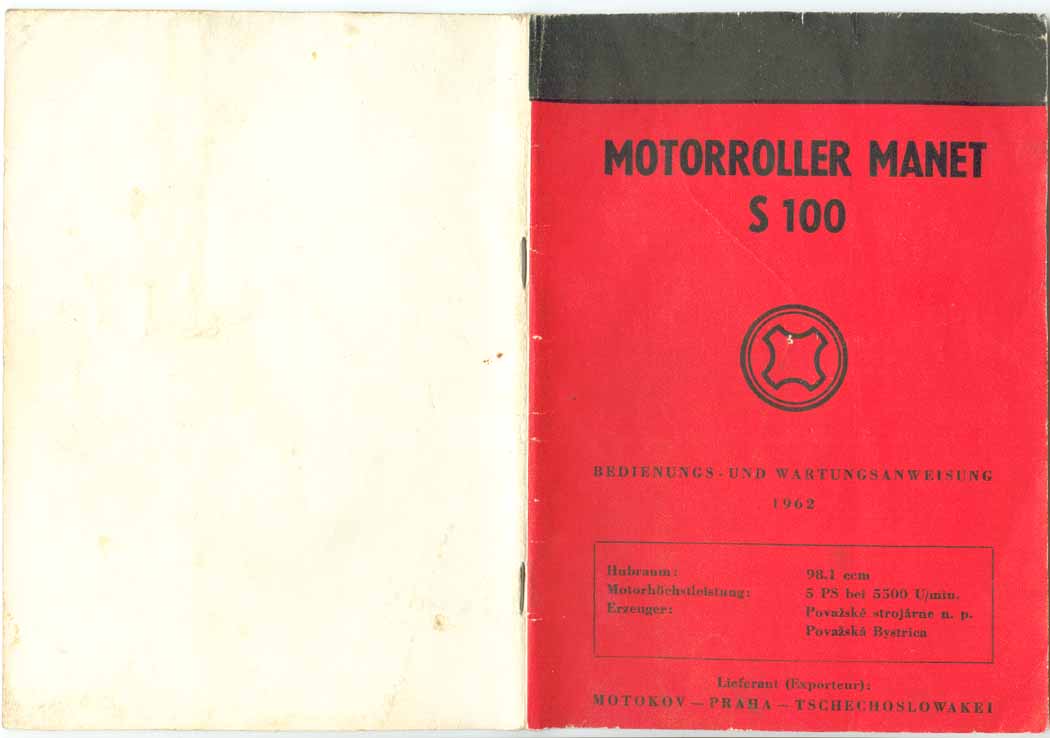 MOTORROLLER MANET
S 100
BEDIENUNGS - UND WARTUNGSANWEISUNG
1962
Hubraum: 98,1 ccm
Motorhöchstleistung: 5 PS bei 5500 U/min.
Erzeuger: Považské strojárne n. p.
Považská Bystrica
Lieferant (Exporteur):
MOTOKOV — PRAHA — TSCHECHOSLOWAKEI